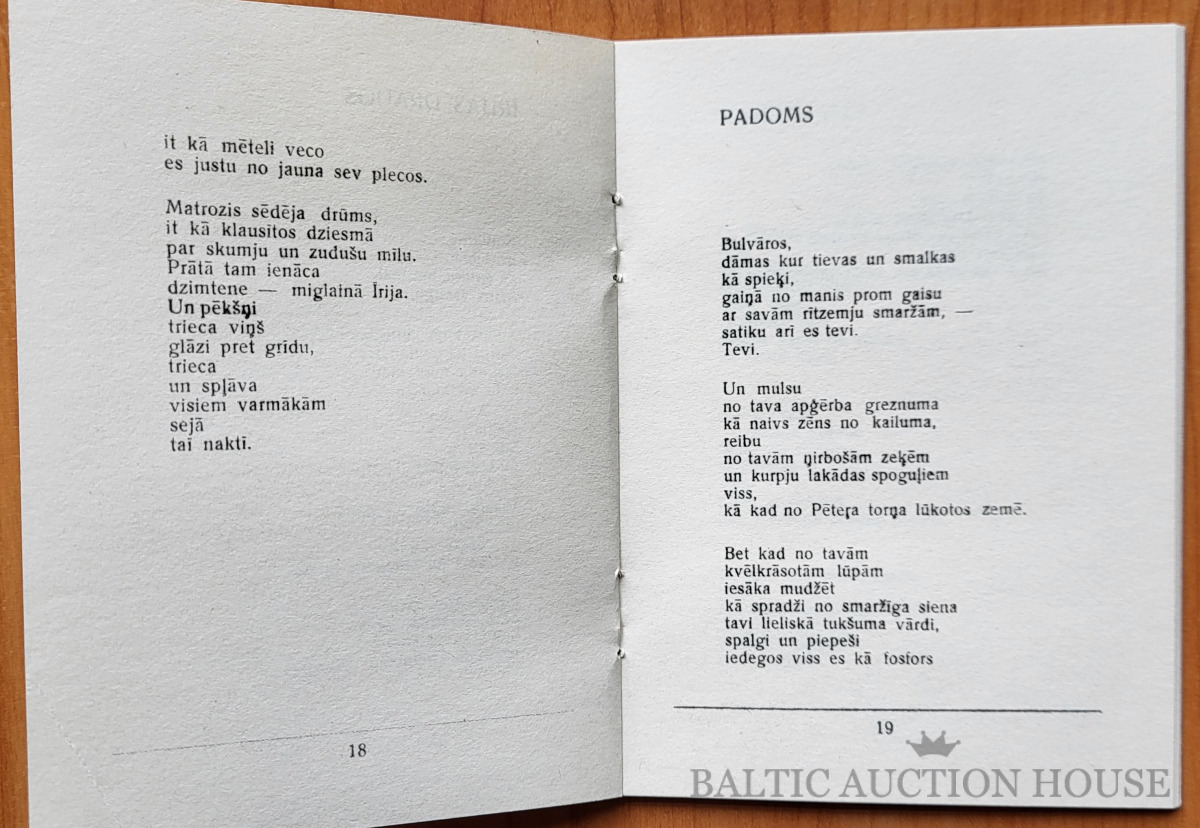 it kā mēteli veco
es justu no jauna sev plecos.
Matrozis sēdēja drūms,
it kā klausītos dziesmā
par skumju un zudušu mīlu.
Prātā tam ienāca
dzimtene — miglainā Īrija.
Un pēkšņi
trieca viņš
glāzi pret grīdu,
trieca
un spļāva
visiem varmākām
sejā
tai naktī.
18
PADOMS
Bulvāros,
dāmas kur tievas un smalkas
kā spieķi,
gaiņā no manis prom gaisu
ar savām rītzemju smaržām, —
satiku arī es tevi.
Tevi.
Un mulsu
no tava apģērba greznuma
kā naivs zēns no kailuma,
reibu
no tavām ņirbošām zeķēm
un kurpju lakādas spoguļiem
viss,
kā kad no Pēteŗa torņa lūkotos zemē.
Bet kad no tavām
kvēlkrāsotām lūpām
iesāka mudžēt
kā spradži no smaržīga siena
tavi lieliskā tukšuma vārdi,
spalgi un piepeši
iedegos viss es kā fosfors
19
BALTIC AUCTION HOUSE